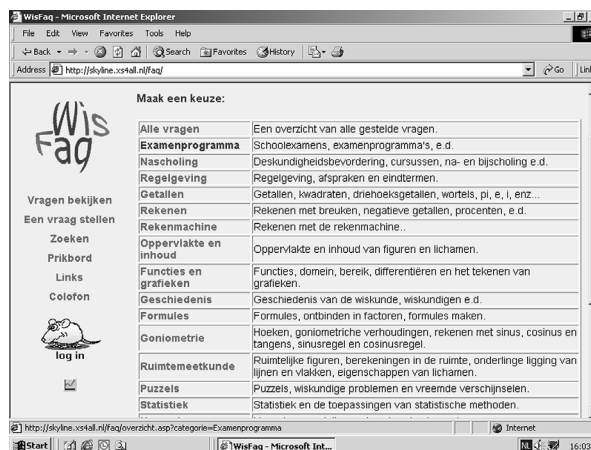 WisFaq - Microsoft Internet Explorer
File Edit View Favorites Tools Help
Back Search Favorites History
Address http://skyline.xs4all.nl/faq/ Go
Wis
Faq
Vragen bekijken
Een vraag stellen
Zoeken
Prikbord
Links
Colofon
log in
Maak een keuze:
Alle vragen Een overzicht van alle gestelde vragen.
Examenprogramma Schoolexamens, examenprogramma's, e.d.
Nascholing Deskundigheidsbevordering, cursussen, na- en bijscholing e.d.
Regelgeving Regelgeving, afspraken en eindtermen.
Getallen Getallen, kwadraten, driehoeksgetallen, wortels, pi, e, i, enz...
Rekenen Rekenen met breuken, negatieve getallen, procenten, e.d.
Rekenmachine Rekenen met de rekenmachine..
Oppervlakte en
inhoud Oppervlakte en inhoud van figuren en lichamen.
Functies en
grafieken
Functies, domein, bereik, differentiëren en het tekenen van
grafieken.
Geschiedenis Geschiedenis van de wiskunde, wiskundigen e.d.
Formules Formules, ontbinden in factoren, formules maken.
Goniometrie
Hoeken, goniometriche verhoudingen, rekenen met sinus, cosinus en
tangens, sinusregel en cosinusregel.
Ruimtemeetkunde
Ruimtelijke figuren, berekeningen in de ruimte, onderlinge ligging van
lijnen en vlakken, eigenschappen van lichamen.
Puzzels Puzzels, wiskundige problemen en vreemde verschijnselen.
Statistiek Statistiek en de toepassingen van statistische methoden.
http://skyline.xs4all.nl/faq/overzicht.asp?categorie=Examenprogramma Internet
Start WisFaq - Microsoft Int... NL 16:03